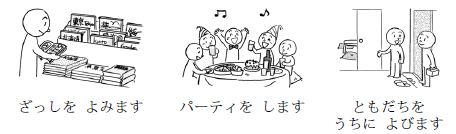 ざっしを よみます
パーティを します
ともだちを
うちに よびます